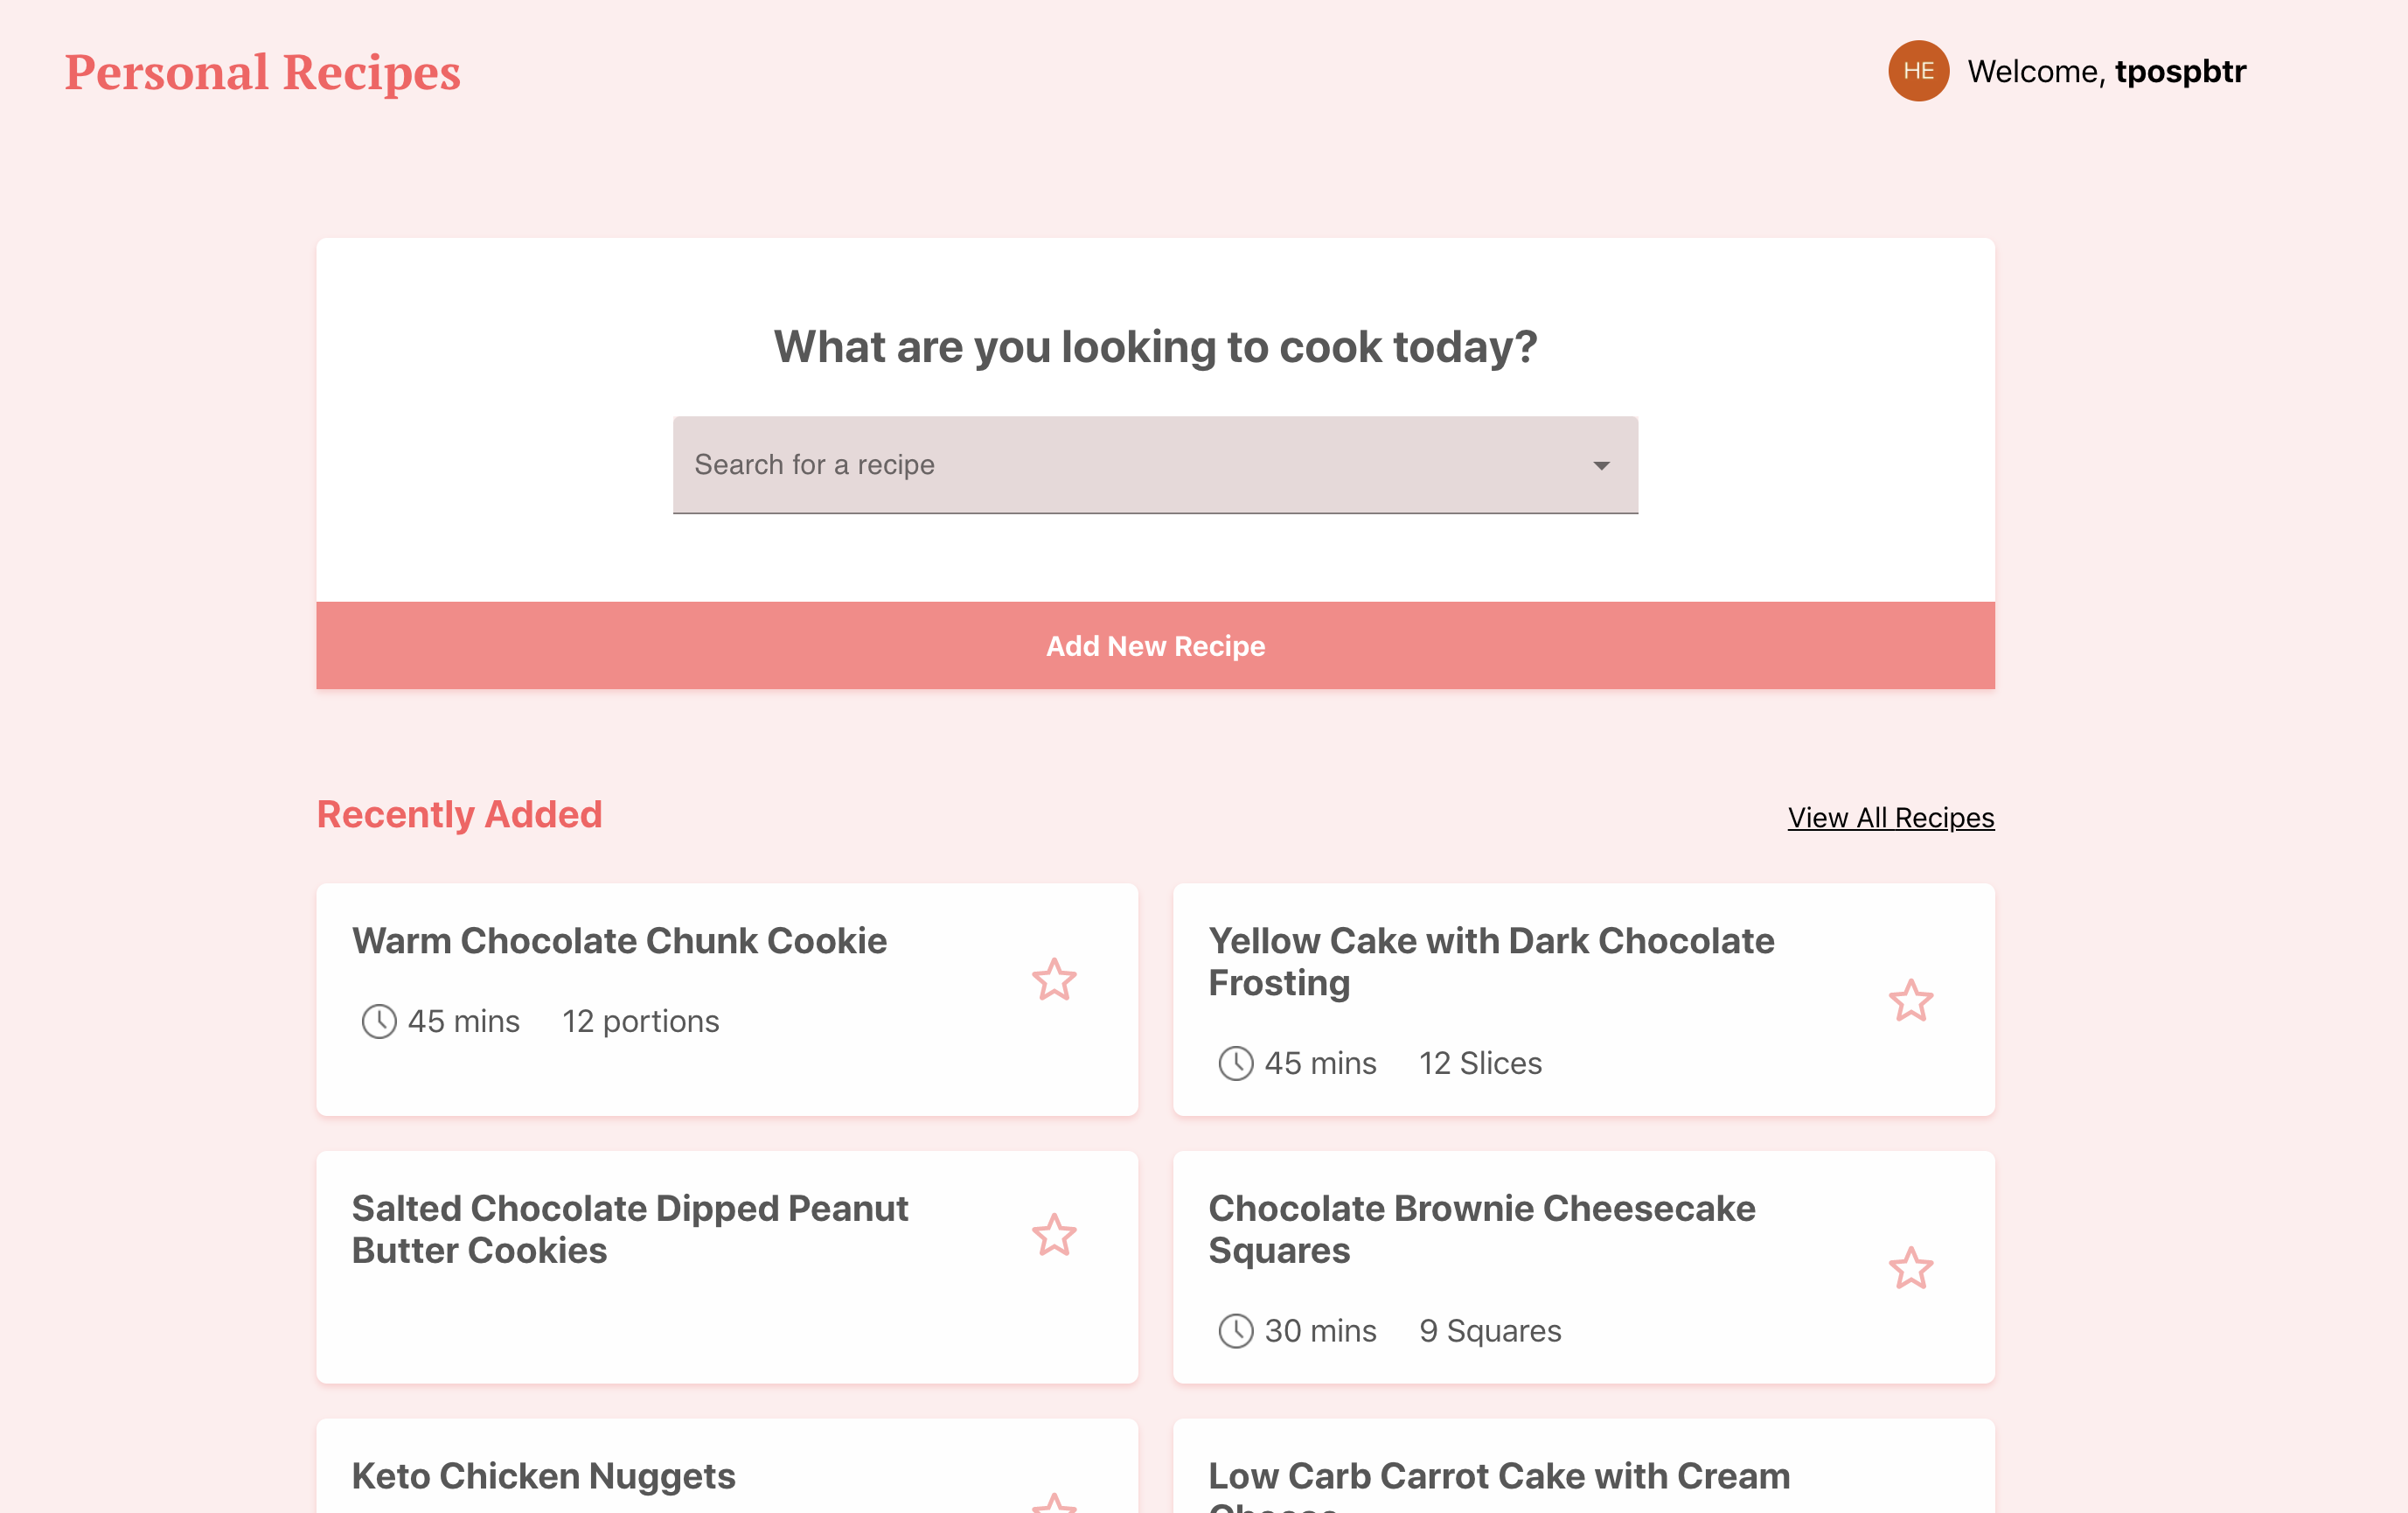 Personal Recipes
HE
Welcome, tpospbtr
What are you looking to cook today?
Search for a recipe
Add New Recipe
Recently Added
View All Recipes
Warm Chocolate Chunk Cookie
45 mins 12 portions
Yellow Cake with Dark Chocolate
Frosting
45 mins 12 Slices
Salted Chocolate Dipped Peanut
Butter Cookies
Chocolate Brownie Cheesecake
Squares
30 mins 9 Squares
Keto Chicken Nuggets
Low Carb Carrot Cake with Cream